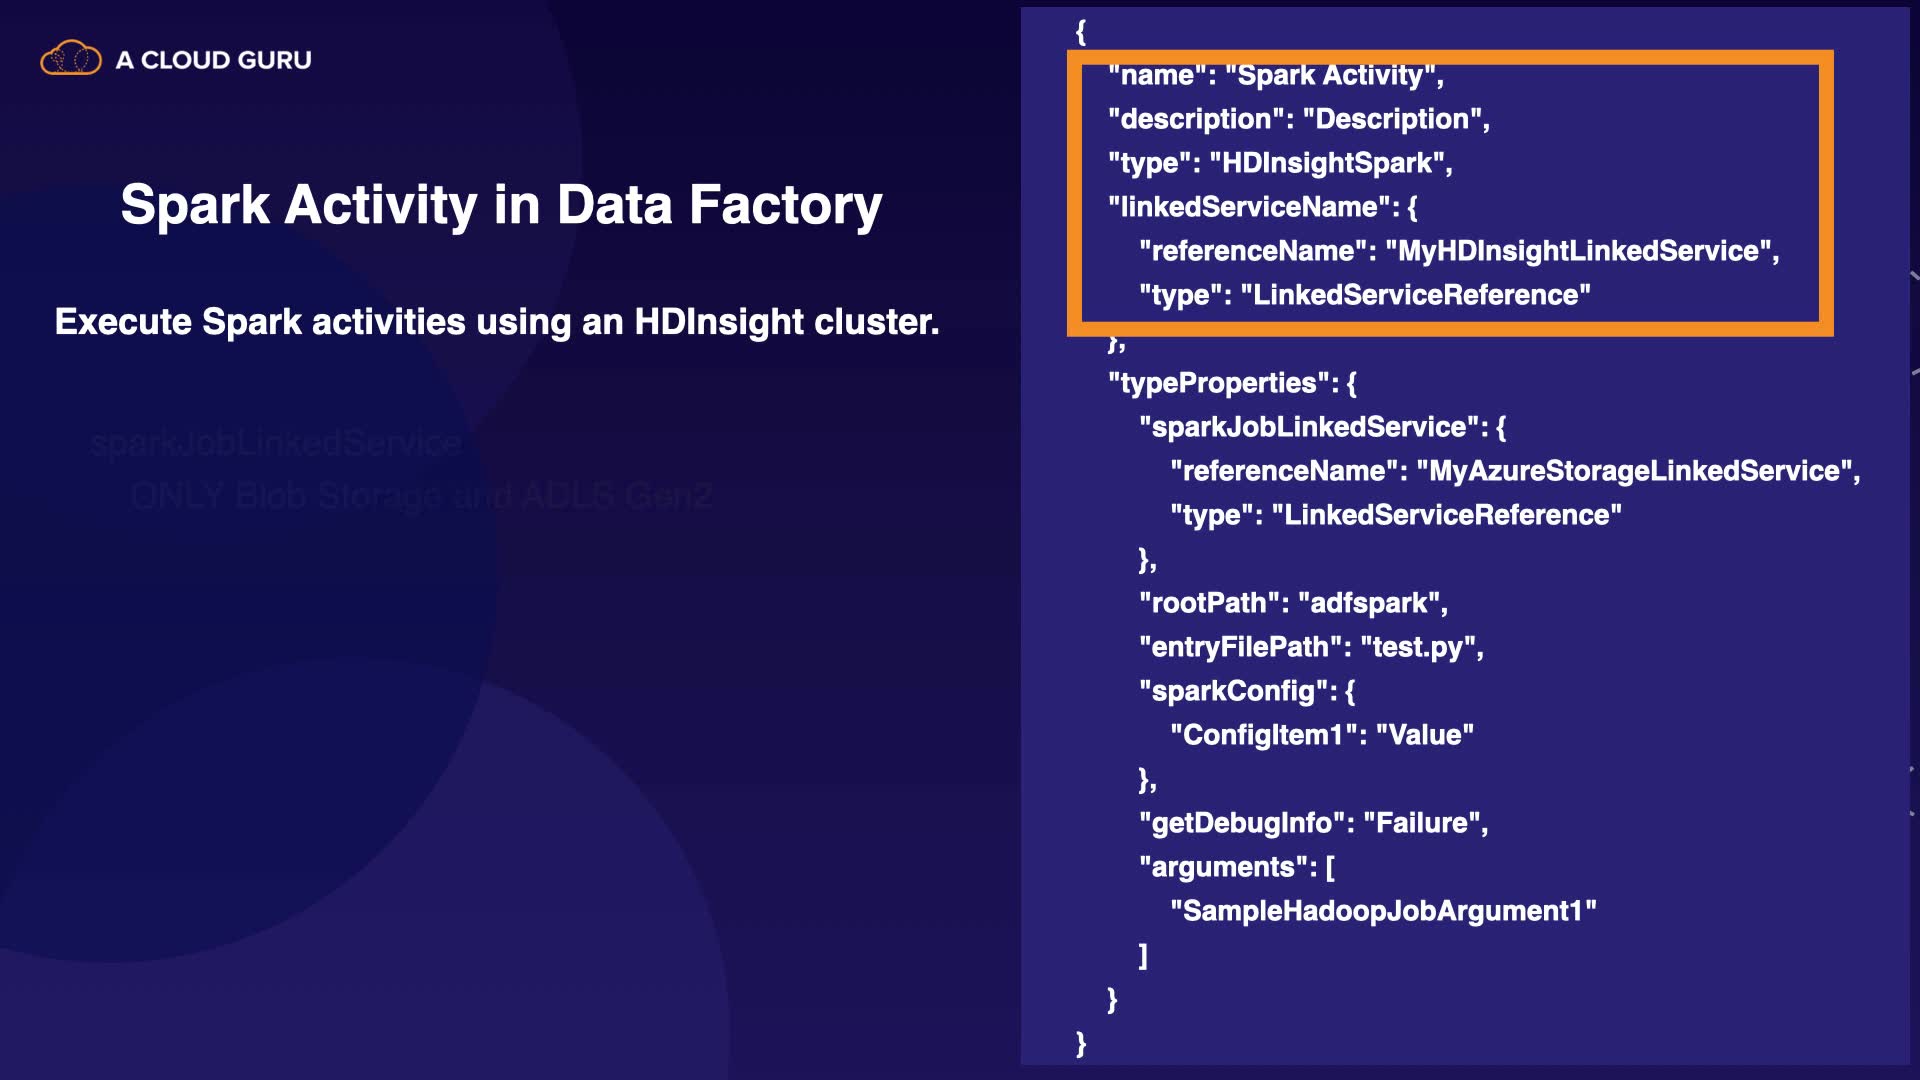 A CLOUD GURU
Spark Activity in Data Factory
Execute Spark activities using an HDInsight cluster.
sparkJobLinkedService
ONLY Blob Storage and ADLS Gen2
{
"name": "Spark Activity",
"description": "Description",
"type": "HDInsightSpark",
"linkedServiceName": {
"referenceName": "MyHDInsightLinkedService",
"type": "LinkedServiceReference"
},
"typeProperties": {
"sparkJobLinkedService": {
"referenceName": "MyAzureStorageLinkedService",
"type": "LinkedServiceReference"
},
"rootPath": "adfspark",
"entryFilePath": "test.py",
"sparkConfig": {
"ConfigItem1": "Value"
},
"getDebugInfo": "Failure",
"arguments": [
"SampleHadoopJobArgument1"
]
}
}